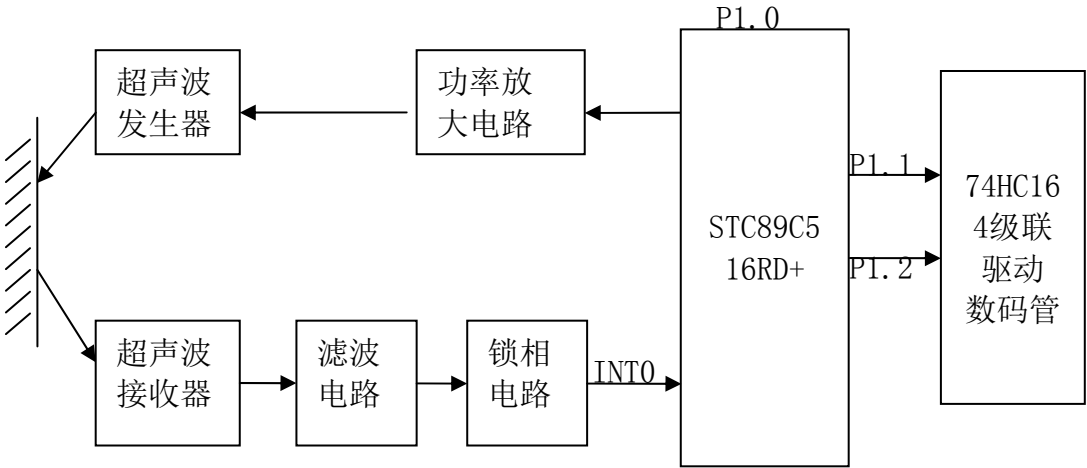 P1.0
超声波
发生器
功率放
大电路
P1.1
74HC16
4级联
驱动
数码管
STC89C5
16RD+
P1.2
超声波
接收器
滤波
电路
锁相
电路
INT0